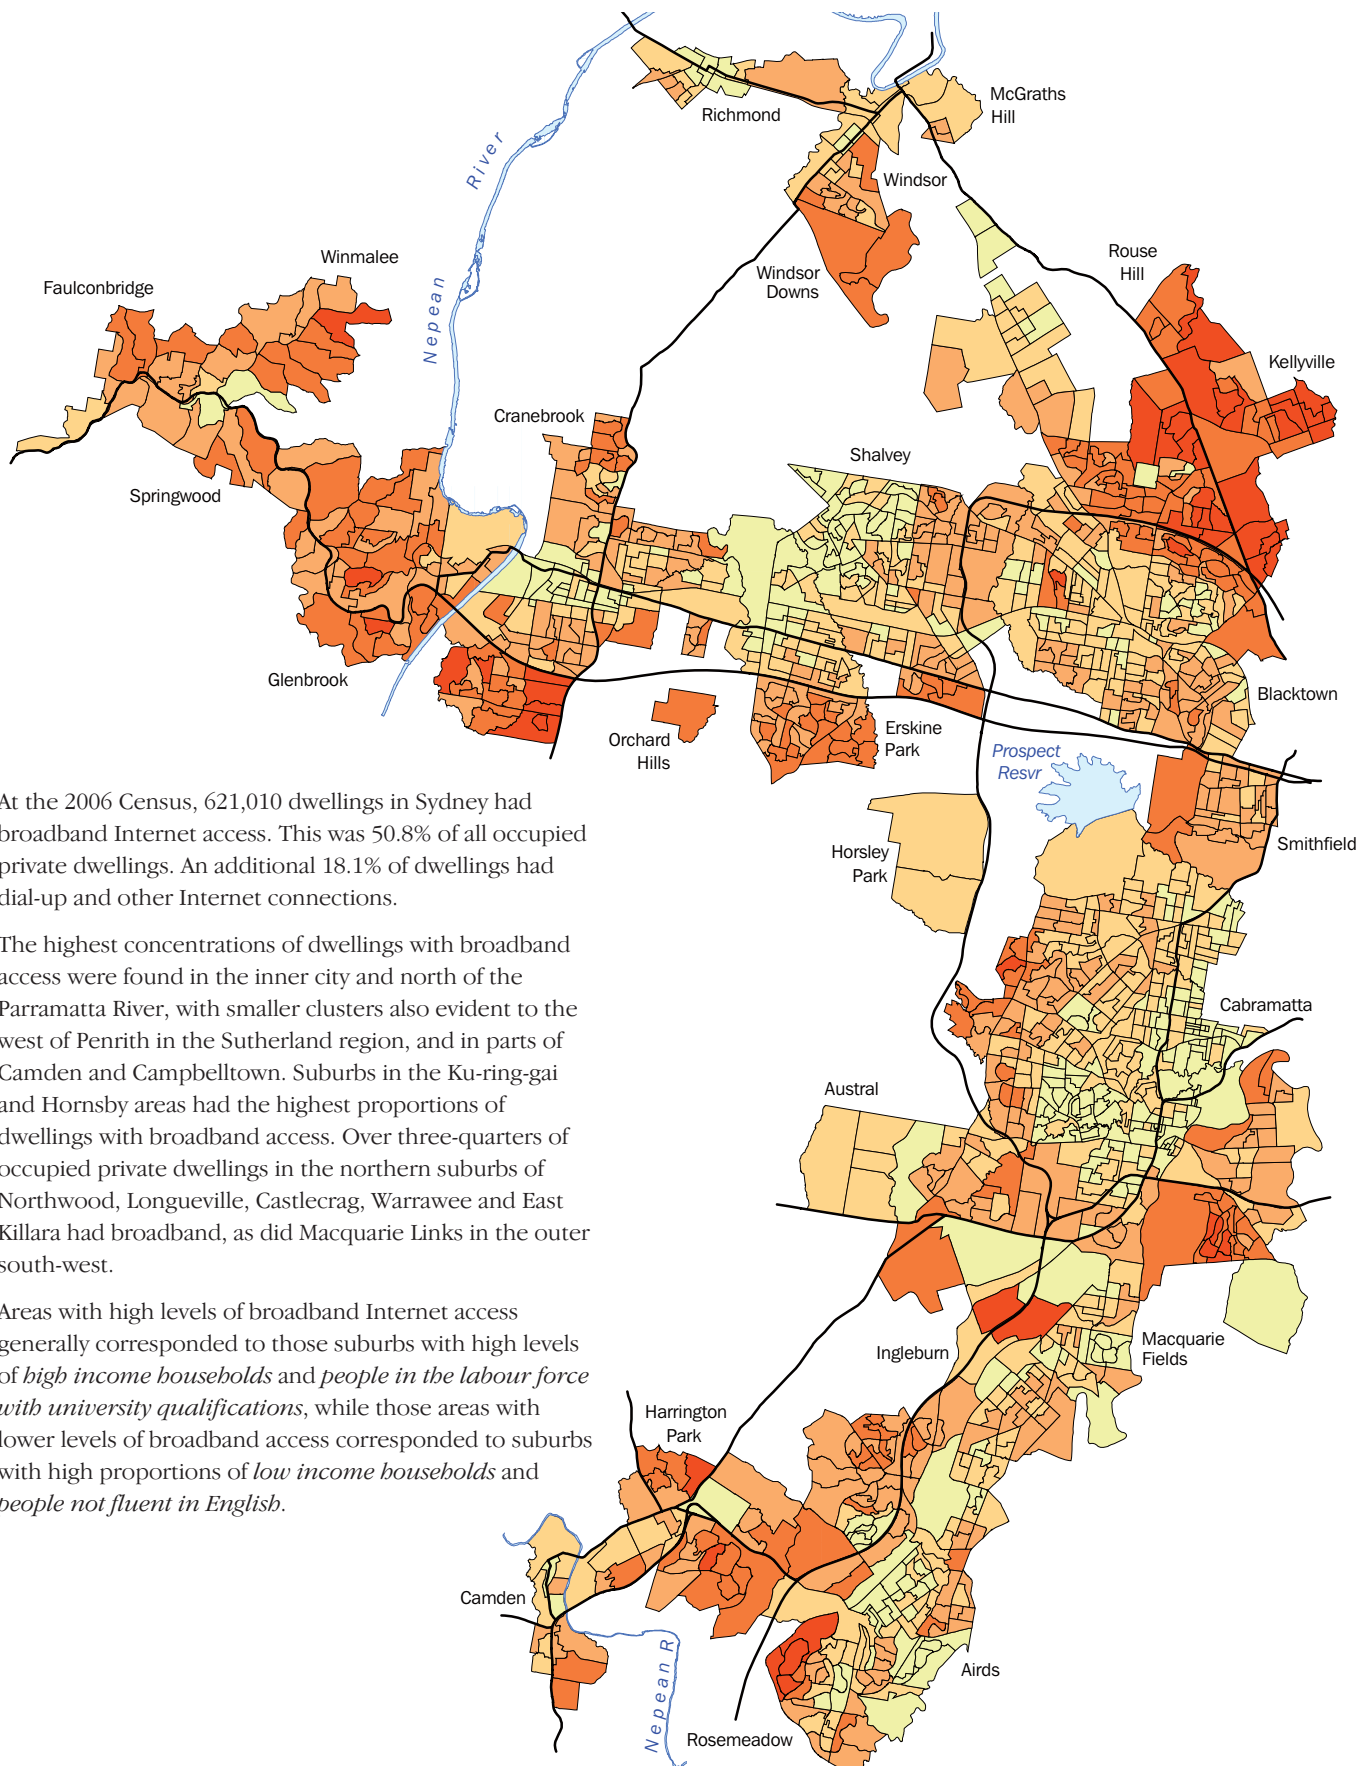 Richmond
McGraths
Hill
River
Windsor
Winmalee
Faulconbridge
Windsor
Downs
Rouse
Hill
Nepean
Kellyville
Cranebrook
Shalvey
Springwood
Glenbrook
Blacktown
Orchard
Hills
Erskine
Park
Prospect
Resvr
At the 2006 Census, 621,010 dwellings in Sydney had
broadband Internet access. This was 50.8% of all occupied
private dwellings. An additional 18.1% of dwellings had
dial-up and other Internet connections.
The highest concentrations of dwellings with broadband
access were found in the inner city and north of the
Parramatta River, with smaller clusters also evident to the
west of Penrith in the Sutherland region, and in parts of
Camden and Campbelltown. Suburbs in the Ku-ring-gai
and Hornsby areas had the highest proportions of
dwellings with broadband access. Over three-quarters of
occupied private dwellings in the northern suburbs of
Northwood, Longueville, Castlecrag, Warrawee and East
Killara had broadband, as did Macquarie Links in the outer
south-west.
Areas with high levels of broadband Internet access
generally corresponded to those suburbs with high levels
of high income households and people in the labour force
with university qualifications, while those areas with
lower levels of broadband access corresponded to suburbs
with high proportions of low income households and
people not fluent in English.
Horsley
Park
Smithfield
Cabramatta
Austral
Ingleburn
Macquarie
Fields
Harrington
Park
Camden
Airds
Nepean R
Rosemeadow